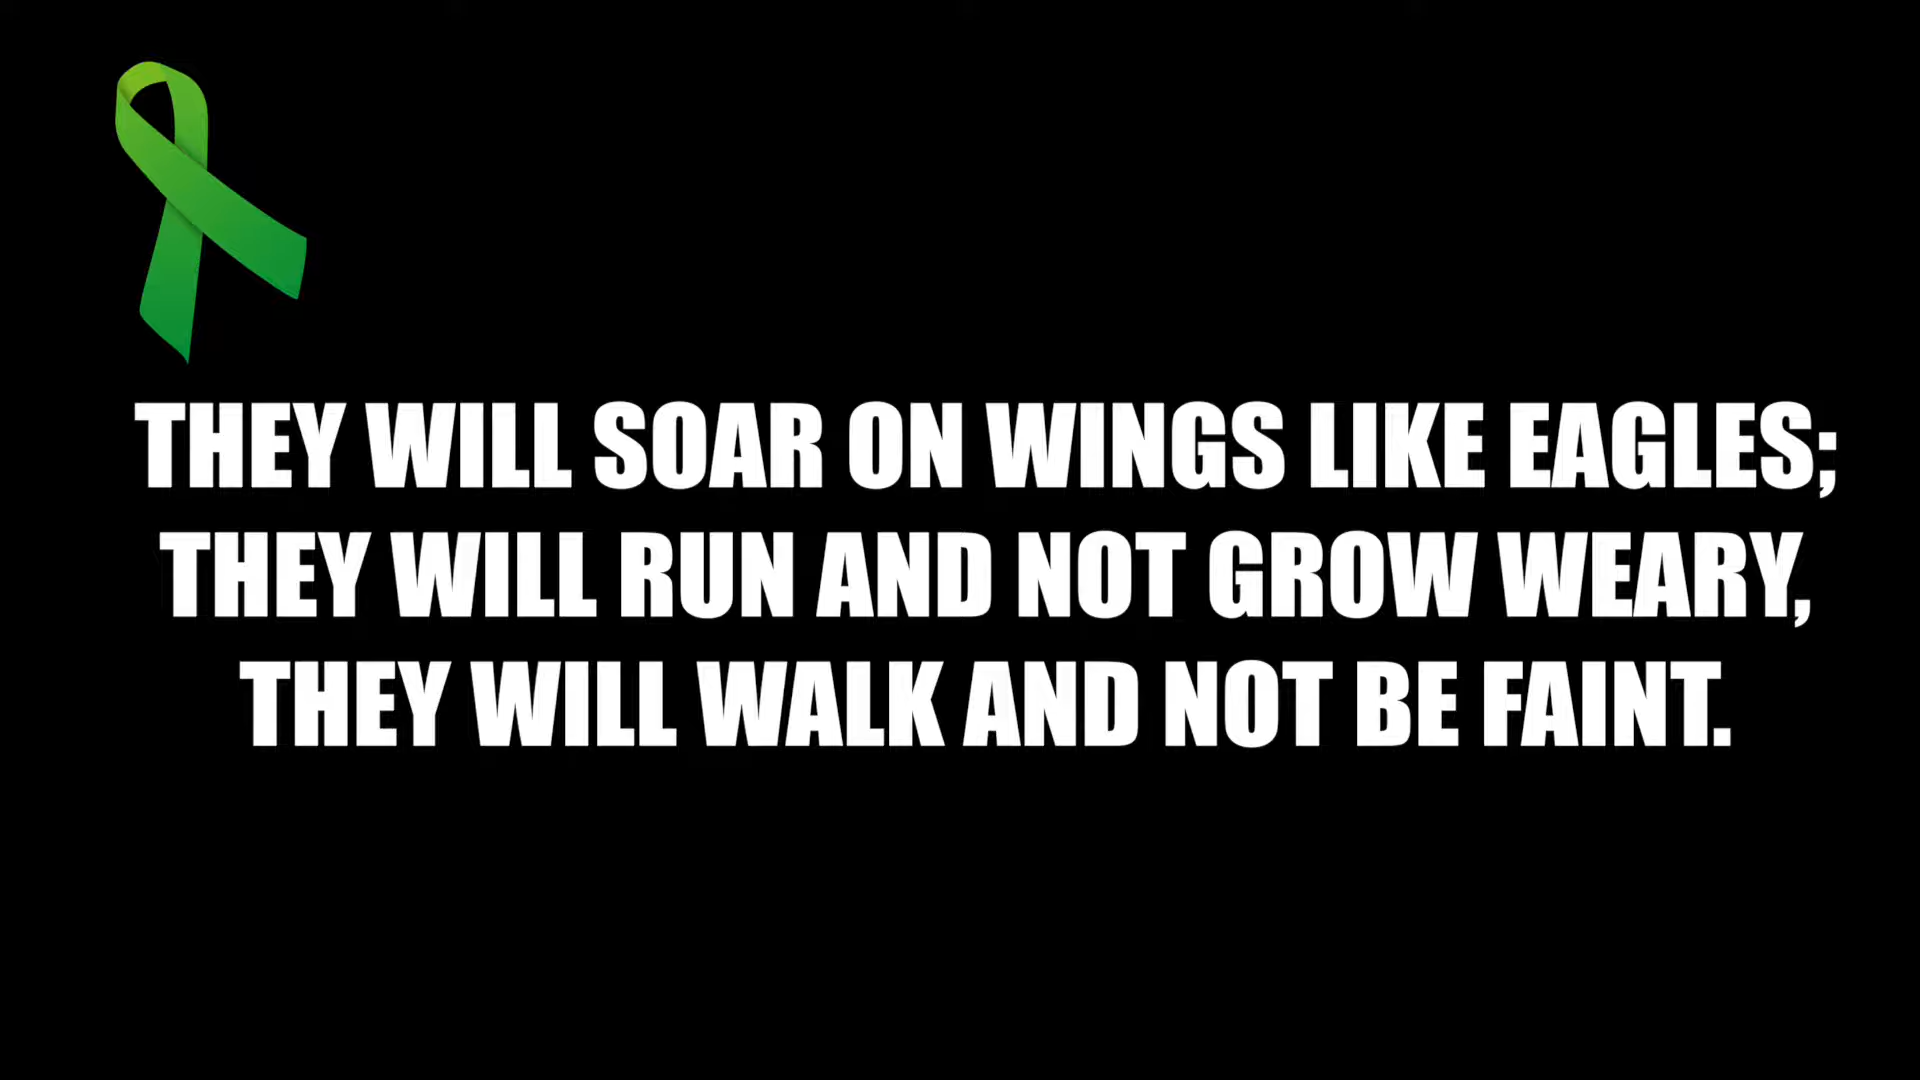 THEY WILL SOAR ON WINGS LIKE EAGLES;
THEY WILL RUN AND NOT GROW WEARY,
THEY WILL WALK AND NOT BE FAINT.